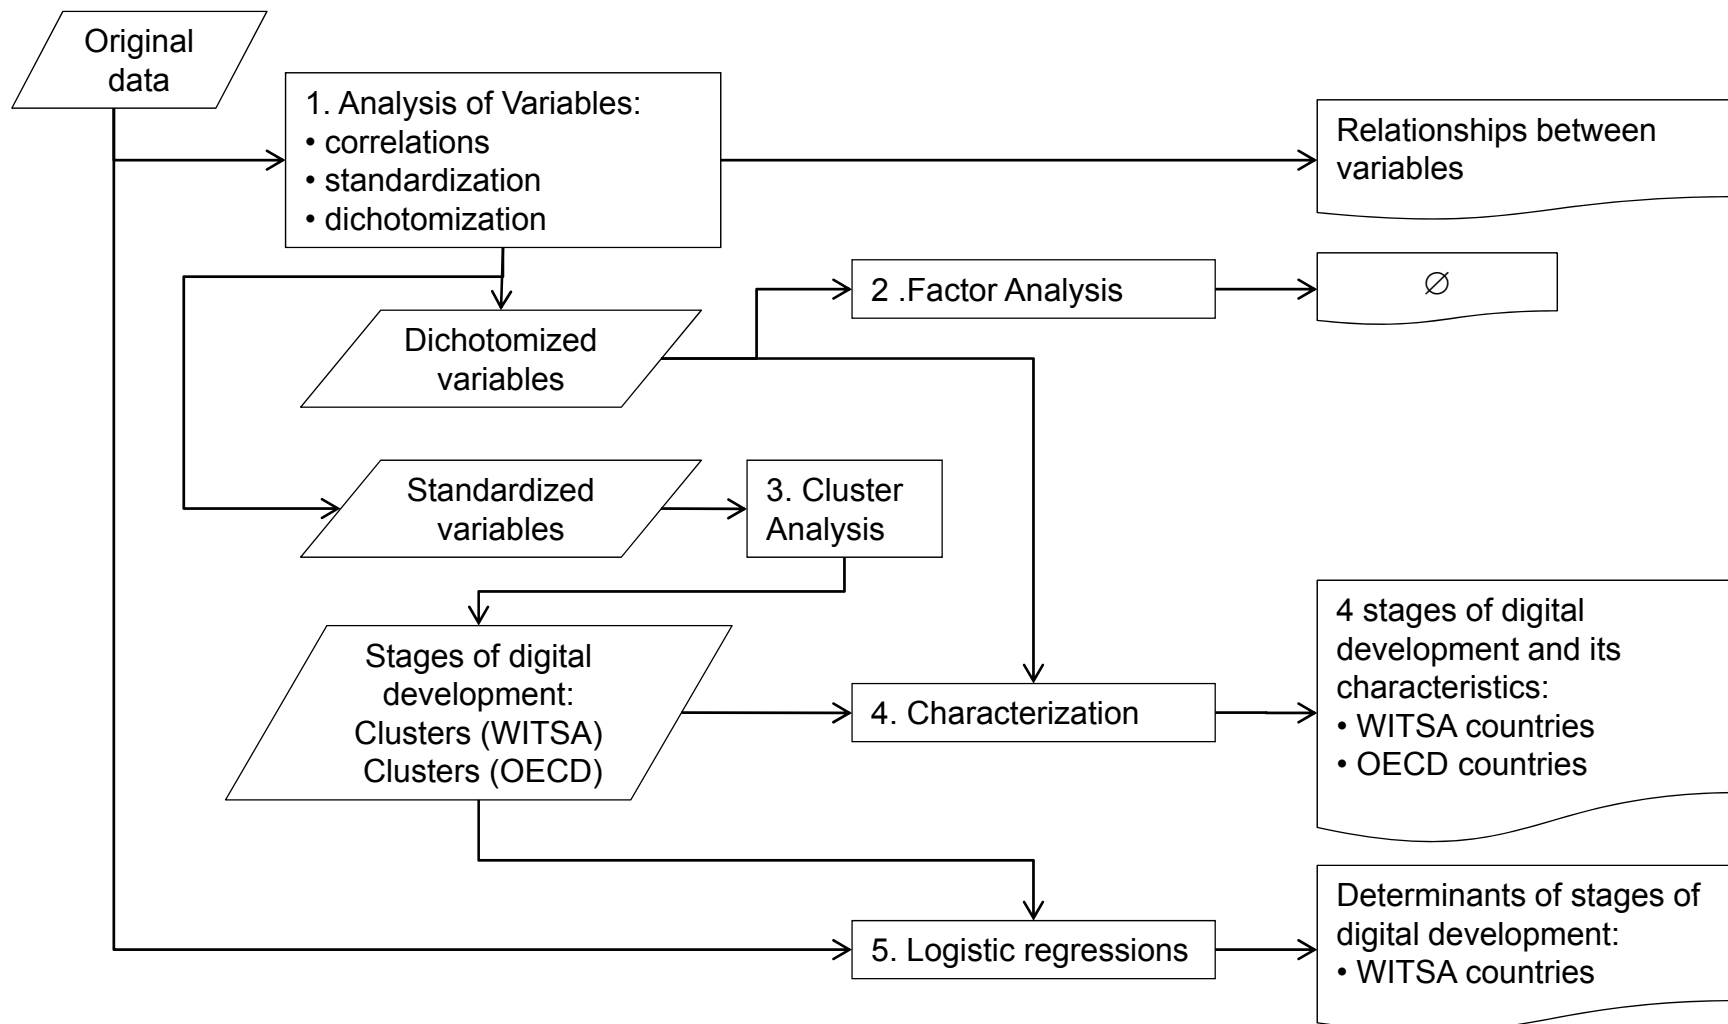 Original
data
1. Analysis of Variables:
• correlations
• standardization
• dichotomization
Relationships between
variables
2 .Factor Analysis
∅
Dichotomized
variables
Standardized
variables
3. Cluster
Analysis
Stages of digital
development:
Clusters (WITSA)
Clusters (OECD)
4. Characterization
4 stages of digital
development and its
characteristics:
• WITSA countries
• OECD countries
5. Logistic regressions
Determinants of stages of
digital development:
• WITSA countries